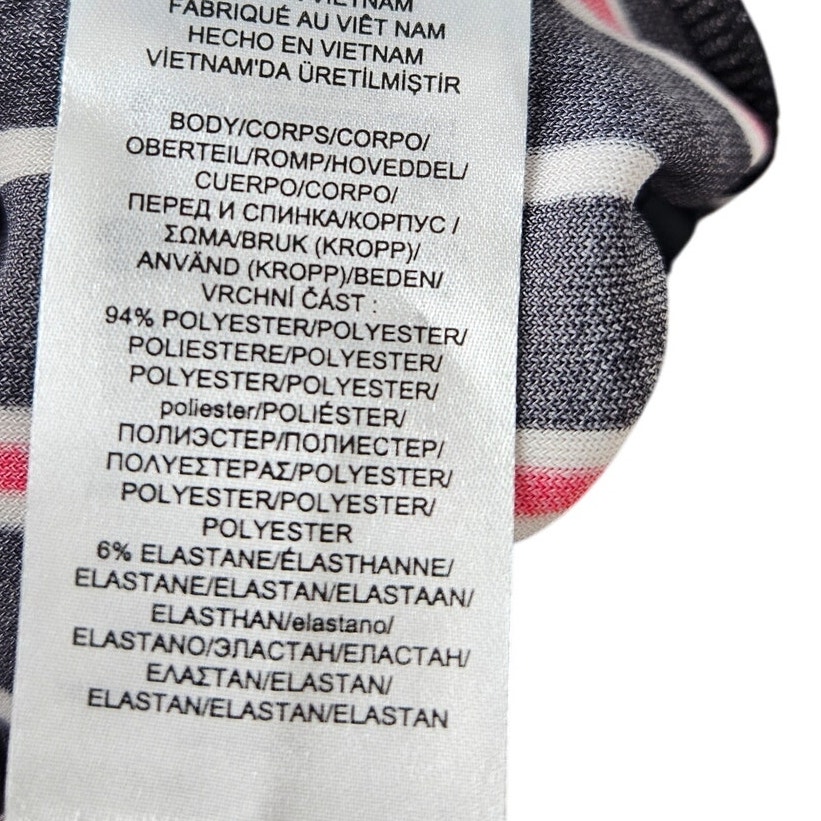 VIETNAM
FABRIQUÉ AU VIÊT NAM
HECHO EN VIETNAM
VİETNAM'DA ÜRETİLMİŞTİR
BODY/CORPS/CORPO/
OBERTEIL/ROMP/HOVEDDEL/
CUERPO/CORPO/
ПЕРЕД И СПИНКА/КОРПУС /
ΣΩΜΑ/BRUK (KROPP)/
ANVÄND (KROPP)/BEDEN/
VRCHNÍ ČÁST :
94% POLYESTER/POLYESTER/
POLIESTERE/POLYESTER/
POLYESTER/POLYESTER/
poliester/POLIÉSTER/
ПОЛИЭСТЕР/ПОЛИЕСТЕР/
ΠΟΛΥΕΣΤΕΡΑΣ/POLYESTER/
POLYESTER/POLYESTER/
POLYESTER
6% ELASTANE/ÉLASTHANNE/
ELASTANE/ELASTAN/ELASTAAN/
ELASTHAN/elastano/
ELASTANO/ЭЛАСТАН/ЕЛАСТАН/
ΕΛΑΣΤΑΝ/ELASTAN/
ELASTAN/ELASTAN/ELASTAN